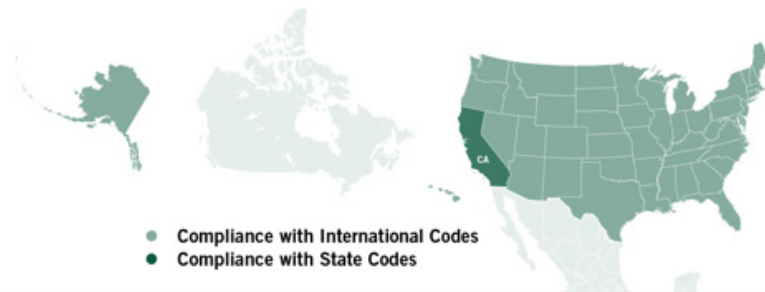 CA
Compliance with International Codes
Compliance with State Codes